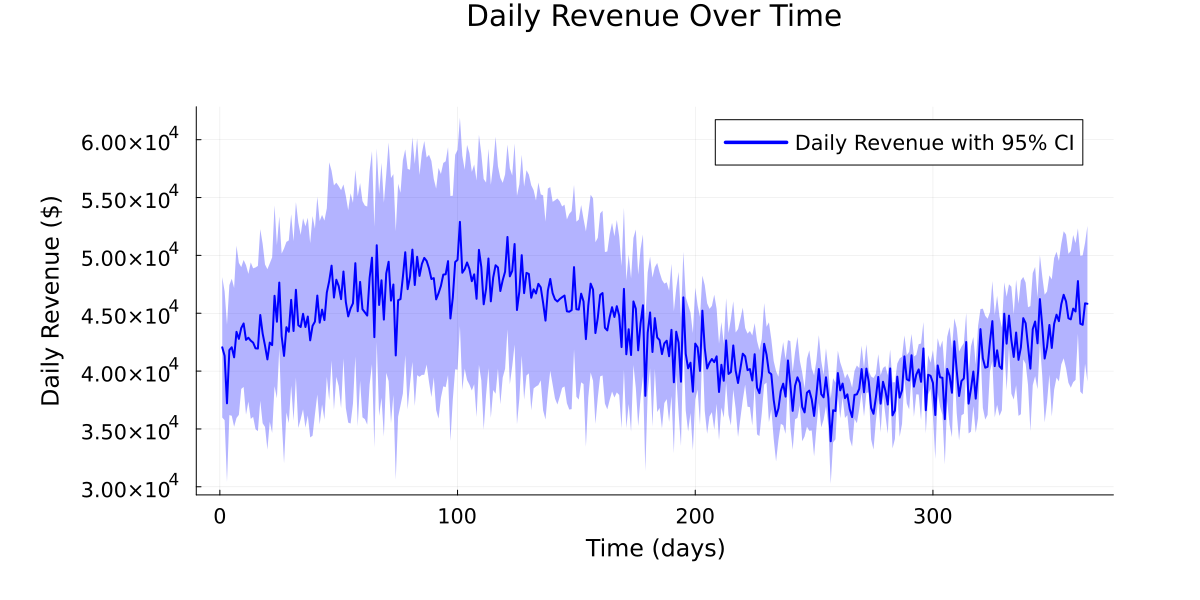 Daily Revenue Over Time
Daily Revenue with 95% CI
Daily Revenue ($)
6.00×10⁴
5.50×10⁴
5.00×10⁴
4.50×10⁴
4.00×10⁴
3.50×10⁴
3.00×10⁴
0 100 200 300
Time (days)